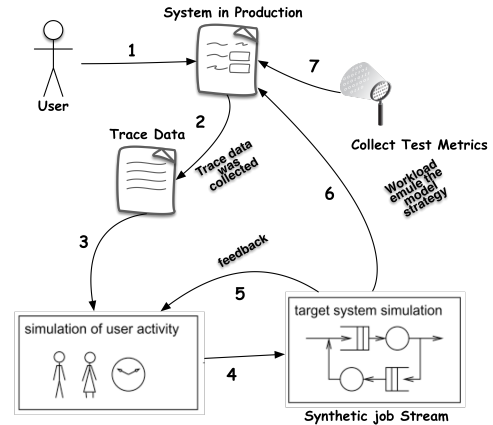 System in Production
1
User
7
2
Trace Data
Trace data
was
collected
Collect Test Metrics
Workload
emule the
model
strategy
6
3
feedback
5
simulation of user activity
4
target system simulation
Synthetic job Stream